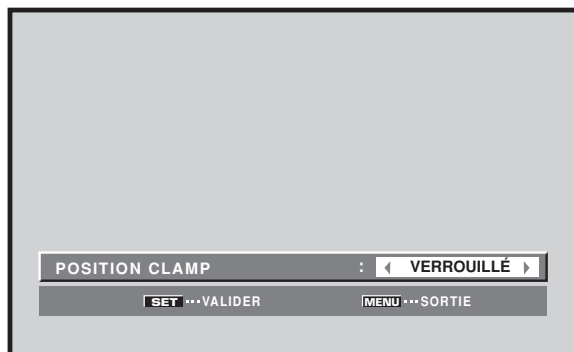 POSITION CLAMP : VERROUILLÉ
SET ···VALIDER MENU ···SORTIE